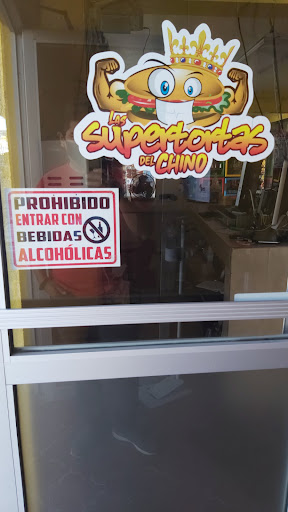 LAS
Supertortas
DEL CHINO
PROHIBIDO
ENTRAR CON
BEBIDAS
ALCOHÓLICAS